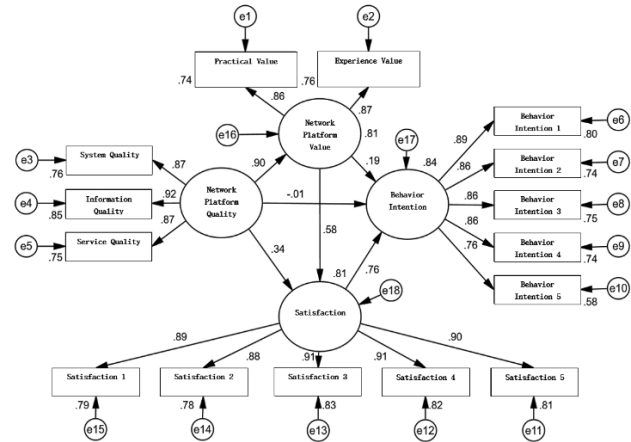 e1
e2
Practical Value
Experience Value
.74
.76
.86
.87
e16
Network
Platform
Value
.81
e17
Behavior
Intention 1
e6
.80
.89
e3
System Quality
.76
.87
.90
.19
.84
.86
Behavior
Intention 2
e7
.74
e4
Information
Quality
.85
.92
Network
Platform
Quality
-.01
Behavior
Intention
.86
Behavior
Intention 3
e8
.75
e5
Service Quality
.75
.87
.34
.58
.86
Behavior
Intention 4
e9
.74
.81
.76
.76
Behavior
Intention 5
e10
.58
e18
Satisfaction
.89
.88
.91
.91
.90
Satisfaction 1
Satisfaction 2
Satisfaction 3
Satisfaction 4
Satisfaction 5
.79
.78
.83
.82
.81
e15
e14
e13
e12
e11